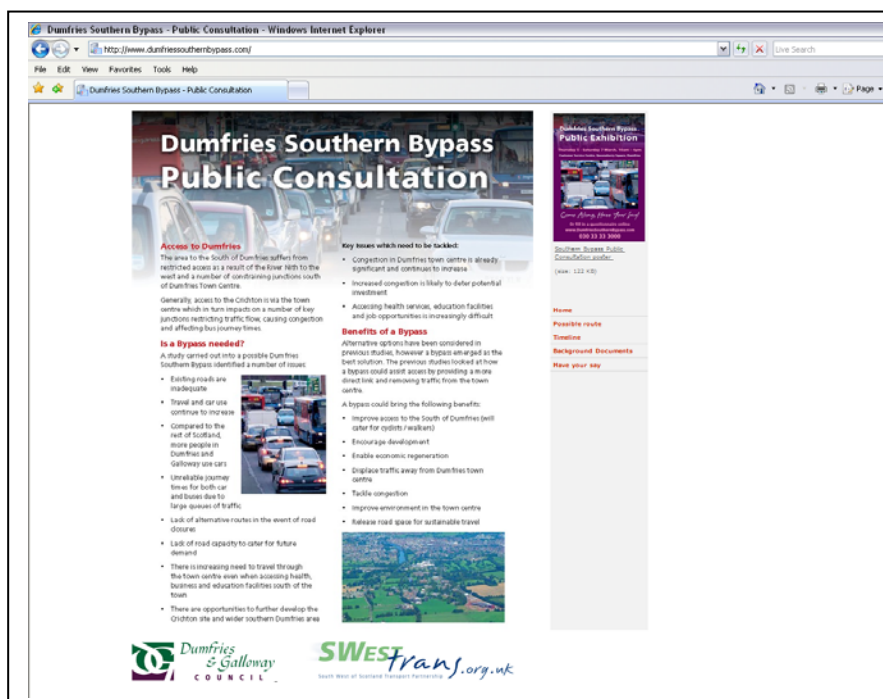 Dumfries Southern Bypass - Public Consultation - Windows Internet Explorer
http://www.dumfriessouthernbypass.com/
Live Search
File Edit View Favorites Tools Help
Dumfries Southern Bypass - Public Consultation
Page
Dumfries Southern Bypass
Public Consultation
Access to Dumfries
The area to the South of Dumfries suffers from
restricted access as a result of the River Nith to the
west and a number of constraining junctions south
of Dumfries Town Centre.
Generally, access to the Crichton is via the town
centre which in turn impacts on a number of key
junctions restricting traffic flow, causing congestion
and affecting bus journey times.
Is a Bypass needed?
A study carried out into a possible Dumfries
Southern Bypass identified a number of issues
• Existing roads are
inadequate
• Travel and car use
continue to increase
• Compared to the
rest of Scotland,
more people in
Dumfries and
Galloway use cars
• Unreliable journey
times for both car
and buses due to
large queues of traffic
• Lack of alternative routes in the event of road
closures
• Lack of road capacity to cater for future
demand
• There is increasing need to travel through
the town centre even when accessing health,
business and education facilities south of the
town
• There are opportunities to further develop the
Crichton site and wider southern Dumfries area
Key issues which need to be tackled:
• Congestion in Dumfries town centre is already
significant and continues to increase
• Increased congestion is likely to deter potential
investment
• Accessing health services, education facilities
and job opportunities is increasingly difficult
Benefits of a Bypass
Alternative options have been considered in
previous studies, however a bypass emerged as the
best solution. The previous studies looked at how
a bypass could assist access by providing a more
direct link and removing traffic from the town
centre.
A bypass could bring the following benefits:
• Improve access to the South of Dumfries (will
cater for cyclists / walkers)
• Encourage development
• Enable economic regeneration
• Displace traffic away from Dumfries town
centre
• Tackle congestion
• Improve environment in the town centre
• Release road space for sustainable travel
Dumfries Southern Bypass
Public Exhibition
Come Along, Have Your Say!
www.dumfriessouthernbypass.com
030 33 33 3000
Southern Bypass Public
Consultation poster
(size: 122 KB)
Home
Possible route
Timeline
Background Documents
Have your say
Dumfries
& Galloway
COUNCIL
SWestrans.org.uk
South West of Scotland Transport Partnership